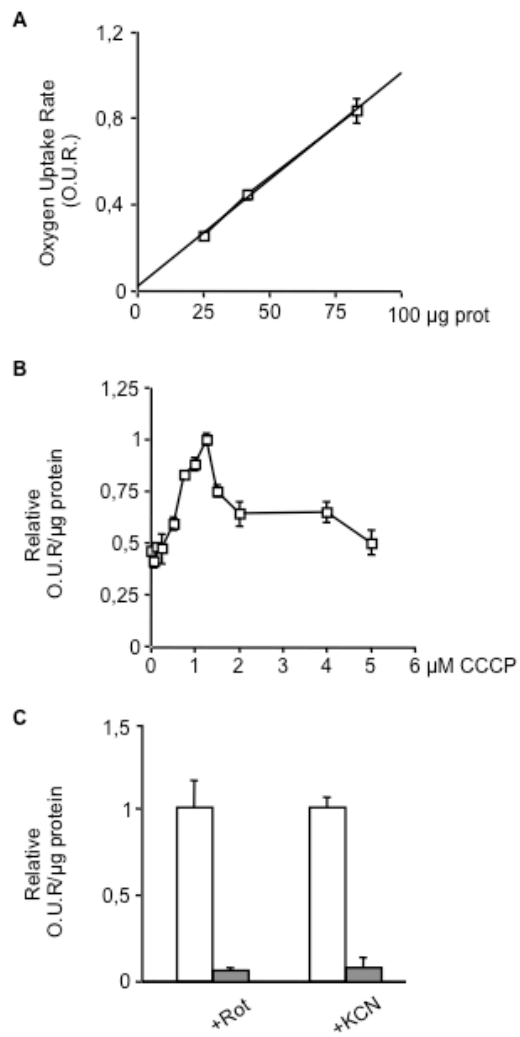 A
1,2
0,8
0,4
0
Oxygen Uptake Rate
(O.U.R.)
0 25 50 75 100 µg prot
B
1,25
1
0,75
0,5
0,25
0
Relative
O.U.R/µg protein
0 1 2 3 4 5 6 µM CCCP
C
1,5
1
0,5
0
Relative
O.U.R/µg protein
+Rot +KCN